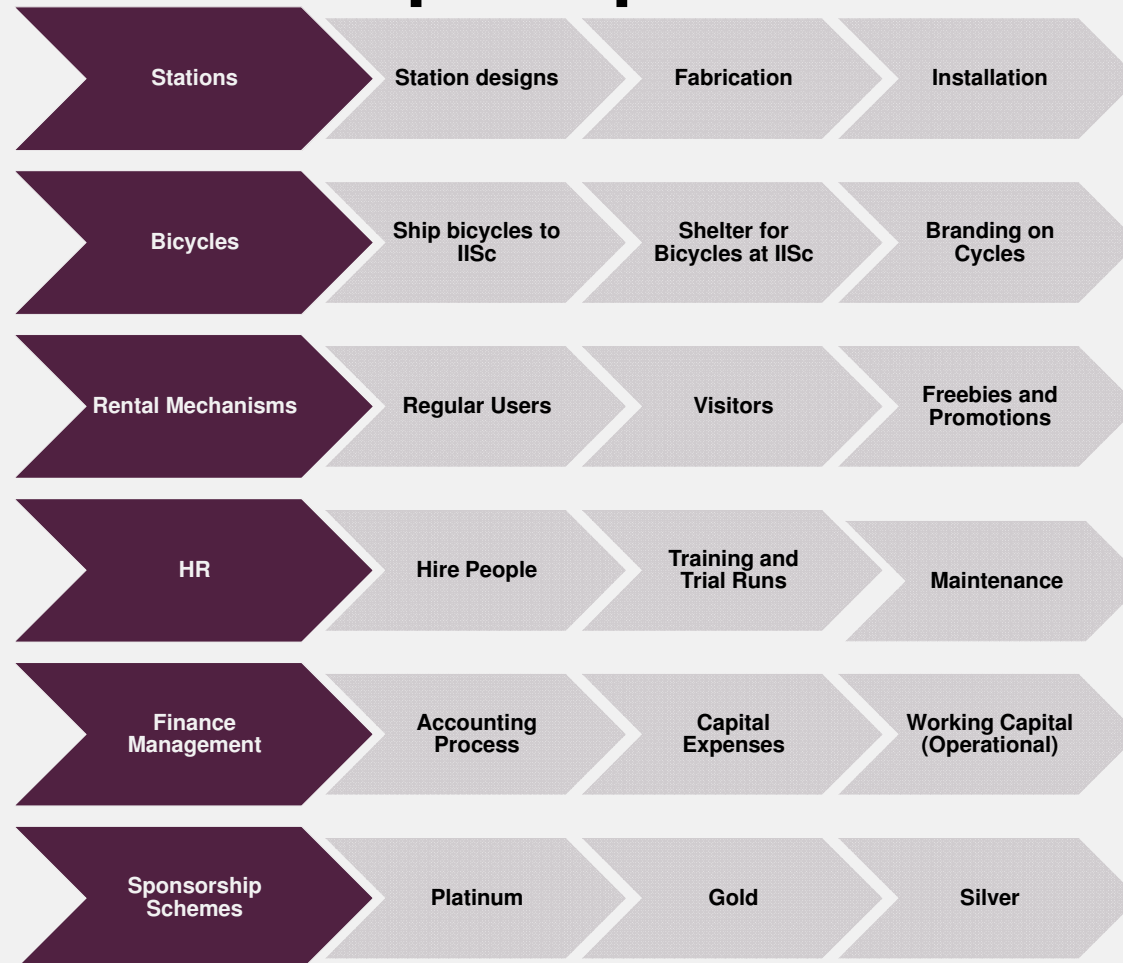 Stations
Station designs
Fabrication
Installation
Bicycles
Ship bicycles to
IISc
Shelter for
Bicycles at IISc
Branding on
Cycles
Rental Mechanisms
Regular Users
Visitors
Freebies and
Promotions
HR
Hire People
Training and
Trial Runs
Maintenance
Finance
Management
Accounting
Process
Capital
Expenses
Working Capital
(Operational)
Sponsorship
Schemes
Platinum
Gold
Silver